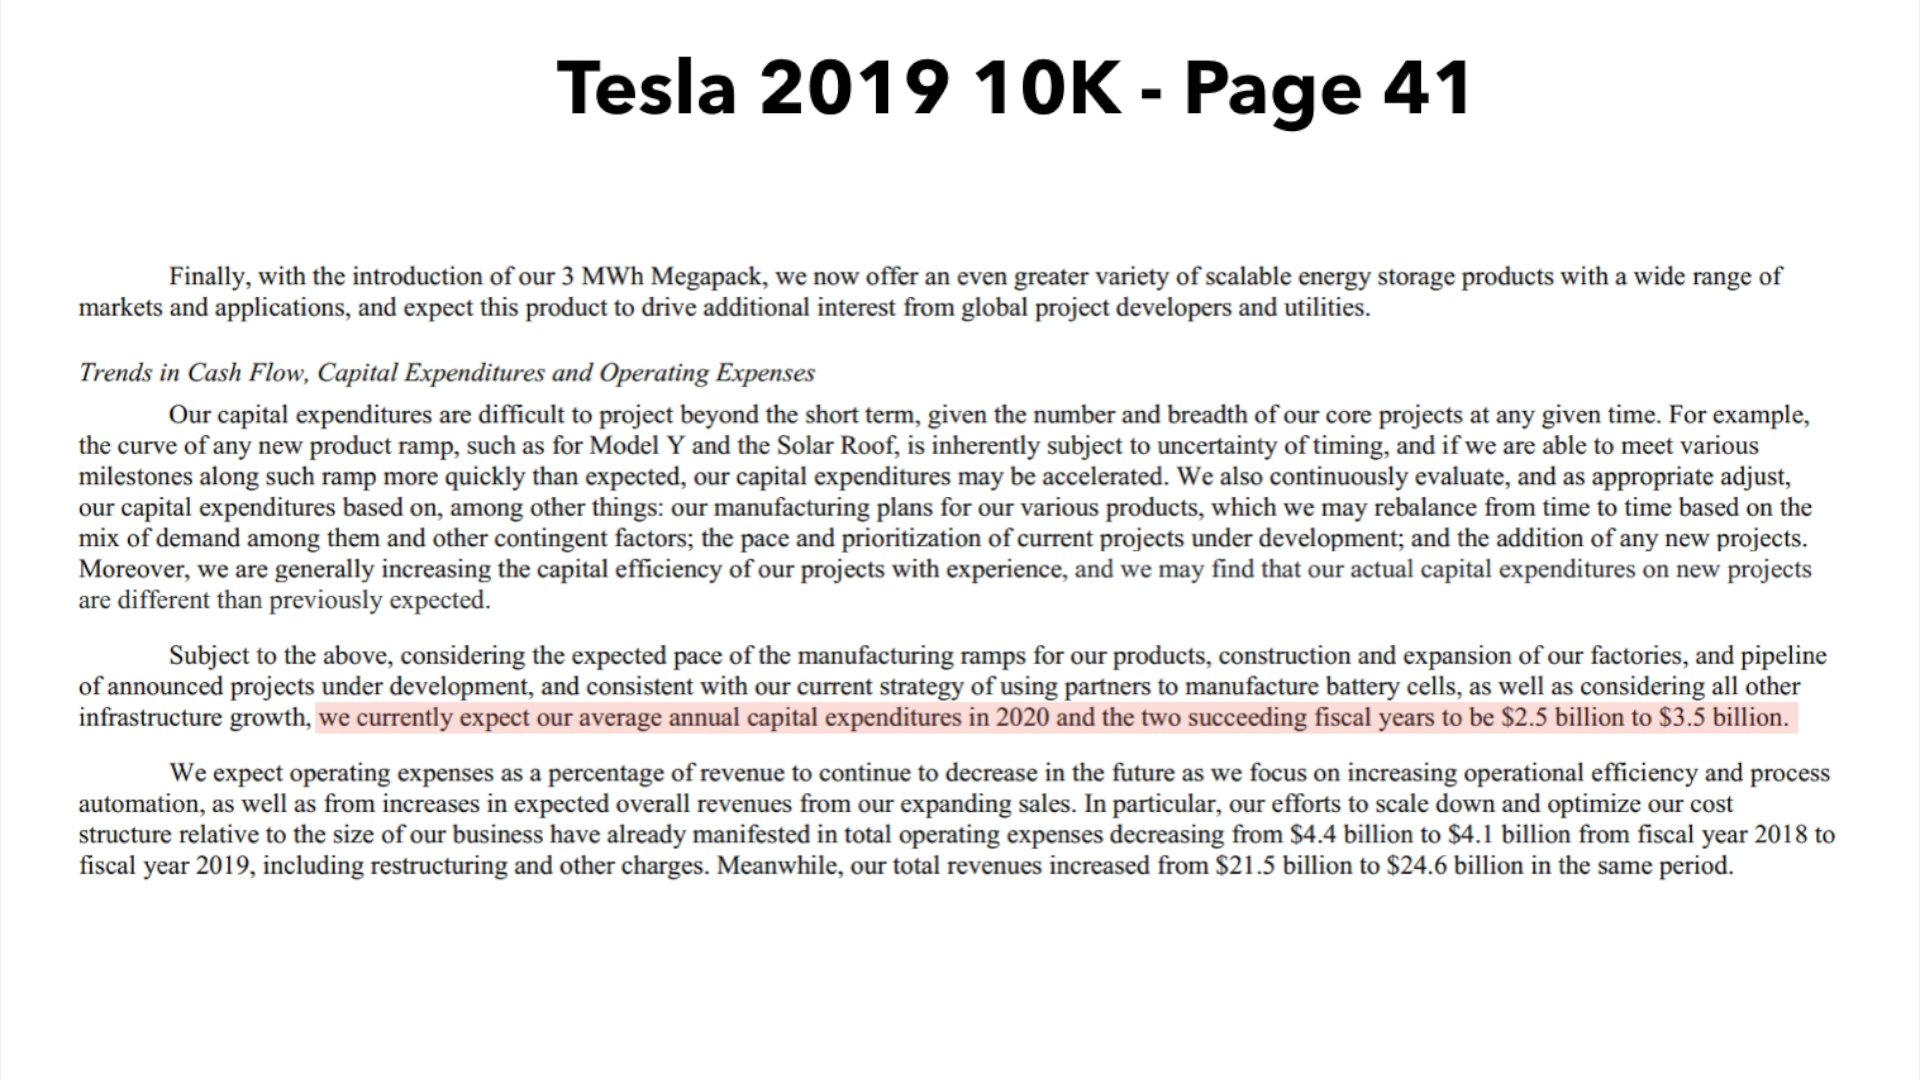 Tesla 2019 10K - Page 41
Finally, with the introduction of our 3 MWh Megapack, we now offer an even greater variety of scalable energy storage products with a wide range of
markets and applications, and expect this product to drive additional interest from global project developers and utilities.
Trends in Cash Flow, Capital Expenditures and Operating Expenses
Our capital expenditures are difficult to project beyond the short term, given the number and breadth of our core projects at any given time. For example,
the curve of any new product ramp, such as for Model Y and the Solar Roof, is inherently subject to uncertainty of timing, and if we are able to meet various
milestones along such ramp more quickly than expected, our capital expenditures may be accelerated. We also continuously evaluate, and as appropriate adjust,
our capital expenditures based on, among other things: our manufacturing plans for our various products, which we may rebalance from time to time based on the
mix of demand among them and other contingent factors; the pace and prioritization of current projects under development; and the addition of any new projects.
Moreover, we are generally increasing the capital efficiency of our projects with experience, and we may find that our actual capital expenditures on new projects
are different than previously expected.
Subject to the above, considering the expected pace of the manufacturing ramps for our products, construction and expansion of our factories, and pipeline
of announced projects under development, and consistent with our current strategy of using partners to manufacture battery cells, as well as considering all other
infrastructure growth, we currently expect our average annual capital expenditures in 2020 and the two succeeding fiscal years to be $2.5 billion to $3.5 billion.
We expect operating expenses as a percentage of revenue to continue to decrease in the future as we focus on increasing operational efficiency and process
automation, as well as from increases in expected overall revenues from our expanding sales. In particular, our efforts to scale down and optimize our cost
structure relative to the size of our business have already manifested in total operating expenses decreasing from $4.4 billion to $4.1 billion from fiscal year 2018 to
fiscal year 2019, including restructuring and other charges. Meanwhile, our total revenues increased from $21.5 billion to $24.6 billion in the same period.